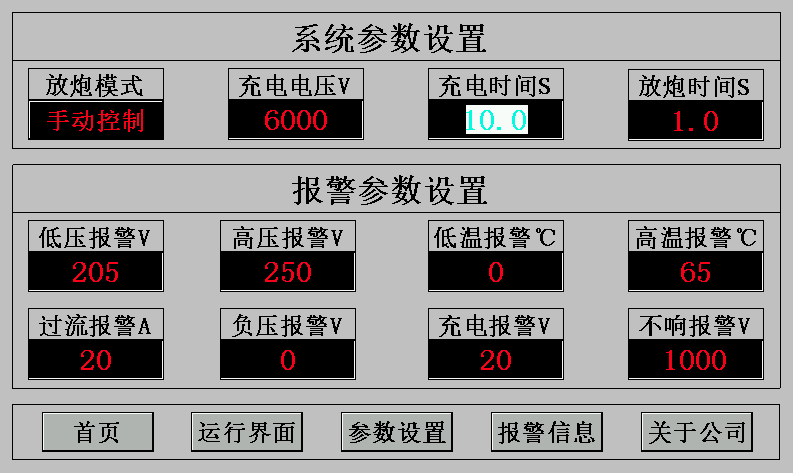 系统参数设置
放炮模式 充电电压V 充电时间S 放炮时间S
手动控制 6000 10.0 1.0
报警参数设置
低压报警V 高压报警V 低温报警℃ 高温报警℃
205 250 0 65
过流报警A 负压报警V 充电报警V 不响报警V
20 0 20 1000
首页 运行界面 参数设置 报警信息 关于公司